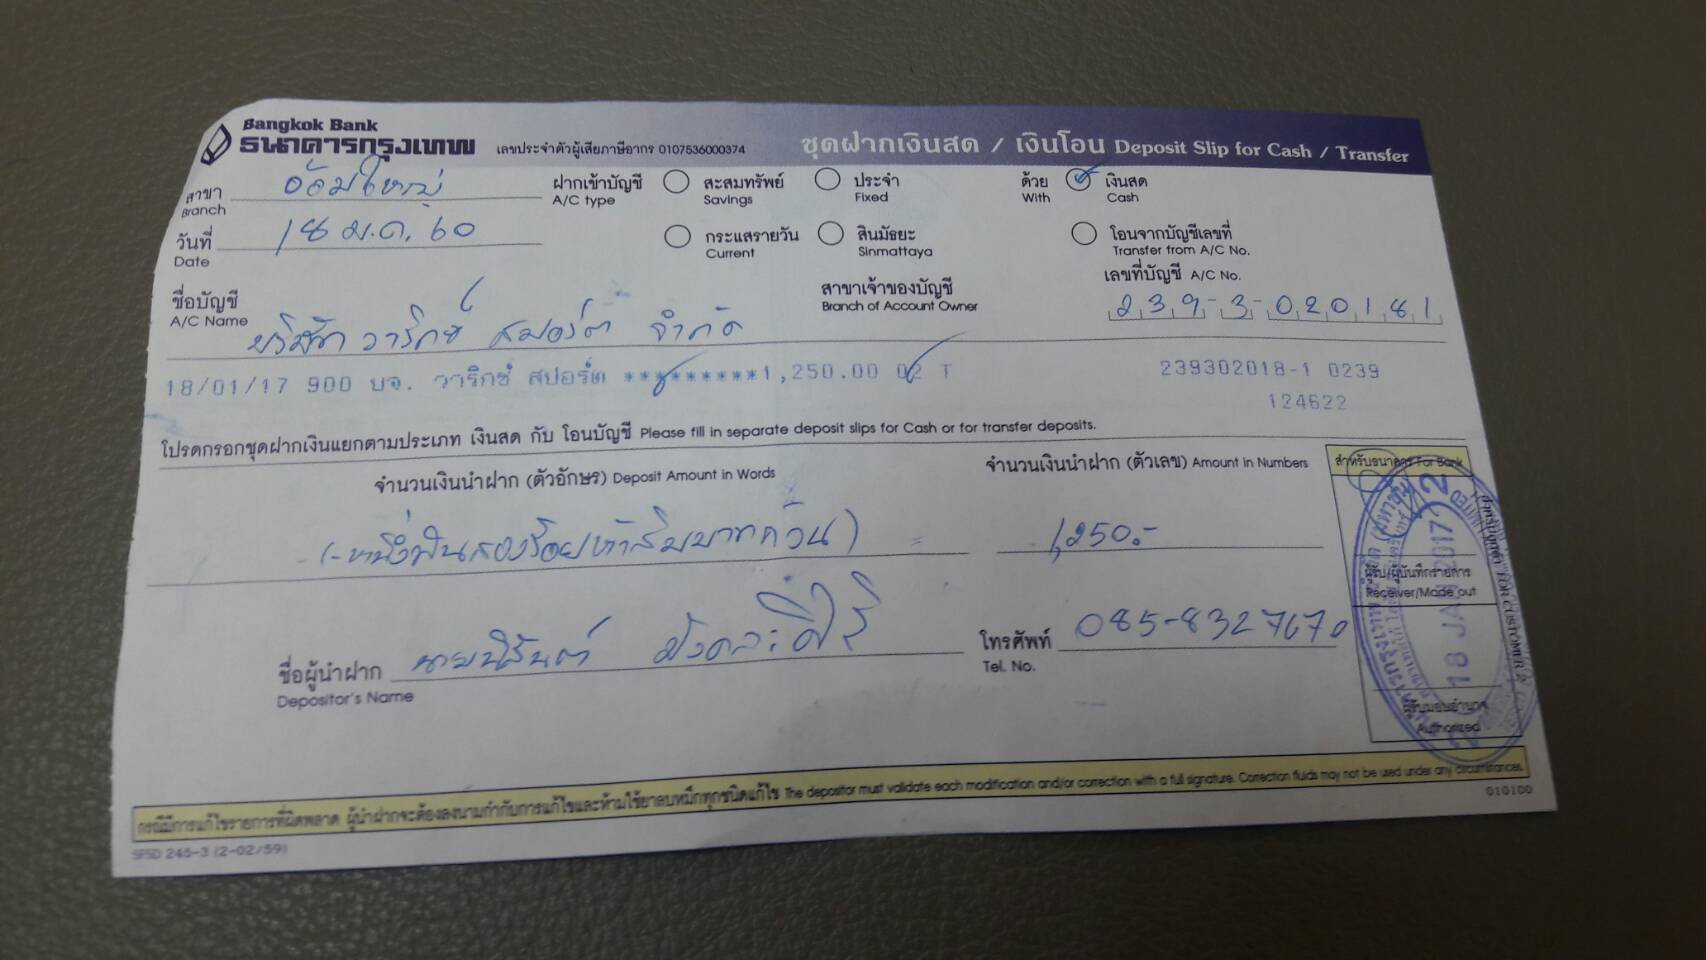 Bangkok Bank
ธนาคารกรุงเทพ
เลขประจำตัวผู้เสียภาษีอากร 0107536000374
ชุดฝากเงินสด / เงินโอน Deposit Slip for Cash / Transfer
สาขา Branch อ้อมใหญ่
ฝากเข้าบัญชี A/C type
สะสมทรัพย์ Savings
ประจำ Fixed
ด้วย With
เงินสด Cash
วันที่ Date 18 ม.ค. 60
กระแสรายวัน Current
สินมัธยะ Sinmattaya
โอนจากบัญชีเลขที่ Transfer from A/C No.
ชื่อบัญชี A/C Name บริษัท วาริกซ์ สปอร์ต จำกัด
สาขาเจ้าของบัญชี Branch of Account Owner
เลขที่บัญชี A/C No.
239-3-020181
18/01/17 900 บจ. วาริกซ์ สปอร์ต *********1,250.00 02 T
239302018-1 0239
124622
โปรดกรอกชุดฝากเงินแยกตามประเภท เงินสด กับ โอนบัญชี Please fill in separate deposit slips for Cash or for transfer deposits.
จำนวนเงินนำฝาก (ตัวอักษร) Deposit Amount in Words
จำนวนเงินนำฝาก (ตัวเลข) Amount in Numbers
สำหรับธนาคาร For Bank
(-หนึ่งพันสองร้อยห้าสิบบาทถ้วน)
1,250.-
ผู้รับ/ผู้บันทึกรายการ
Receiver/Made out
ชื่อผู้นำฝาก Depositor's Name นายนิรันดร์
โทรศัพท์ Tel. No. 085-8327670
18 JAN 2017
ผู้รับมอบอำนาจ
Authorized
กรณีมีการแก้ไขรายการที่ผิดพลาด ผู้นำฝากจะต้องลงนามกำกับการแก้ไขและห้ามใช้ยาลบหมึกทุกชนิดแก้ไข The depositor must validate each modification and/or correction with a full signature. Correction fluids may not be used under any circumstances.
SFSD 245-3 (2-02/59)
010100